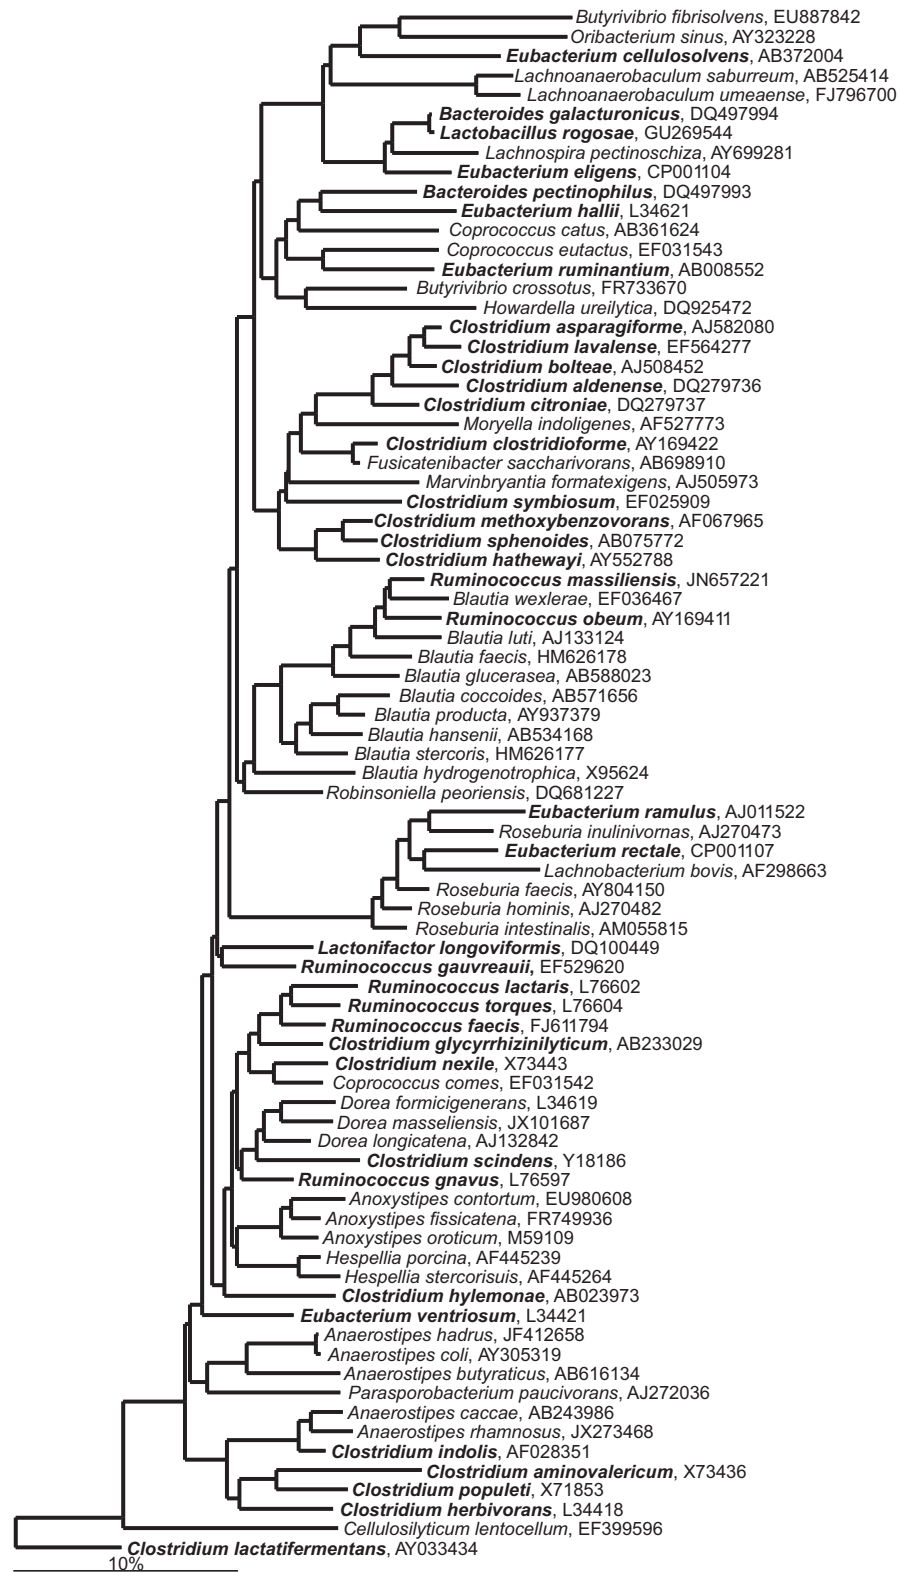 Butyrivibrio fibrisolvens, EU887842
Oribacterium sinus, AY323228
Eubacterium cellulosolvens, AB372004
Lachnoanaerobaculum saburreum, AB525414
Lachnoanaerobaculum umeaense, FJ796700
Bacteroides galacturonicus, DQ497994
Lactobacillus rogosae, GU269544
Lachnospira pectinoschiza, AY699281
Eubacterium eligens, CP001104
Bacteroides pectinophilus, DQ497993
Eubacterium hallii, L34621
Coprococcus catus, AB361624
Coprococcus eutactus, EF031543
Eubacterium ruminantium, AB008552
Butyrivibrio crossotus, FR733670
Howardella ureilytica, DQ925472
Clostridium asparagiforme, AJ582080
Clostridium lavalense, EF564277
Clostridium bolteae, AJ508452
Clostridium aldenense, DQ279736
Clostridium citroniae, DQ279737
Moryella indoligenes, AF527773
Clostridium clostridioforme, AY169422
Fusicatenibacter saccharivorans, AB698910
Marvinbryantia formatexigens, AJ505973
Clostridium symbiosum, EF025909
Clostridium methoxybenzovorans, AF067965
Clostridium sphenoides, AB075772
Clostridium hathewayi, AY552788
Ruminococcus massiliensis, JN657221
Blautia wexlerae, EF036467
Ruminococcus obeum, AY169411
Blautia luti, AJ133124
Blautia faecis, HM626178
Blautia glucerasea, AB588023
Blautia coccoides, AB571656
Blautia producta, AY937379
Blautia hansenii, AB534168
Blautia stercoris, HM626177
Blautia hydrogenotrophica, X95624
Robinsoniella peoriensis, DQ681227
Eubacterium ramulus, AJ011522
Roseburia inulinivornas, AJ270473
Eubacterium rectale, CP001107
Lachnobacterium bovis, AF298663
Roseburia faecis, AY804150
Roseburia hominis, AJ270482
Roseburia intestinalis, AM055815
Lactonifactor longoviformis, DQ100449
Ruminococcus gauvreauii, EF529620
Ruminococcus lactaris, L76602
Ruminococcus torques, L76604
Ruminococcus faecis, FJ611794
Clostridium glycyrrhizinilyticum, AB233029
Clostridium nexile, X73443
Coprococcus comes, EF031542
Dorea formicigenerans, L34619
Dorea masseliensis, JX101687
Dorea longicatena, AJ132842
Clostridium scindens, Y18186
Ruminococcus gnavus, L76597
Anoxystipes contortum, EU980608
Anoxystipes fissicatena, FR749936
Anoxystipes oroticum, M59109
Hespellia porcina, AF445239
Hespellia stercorisuis, AF445264
Clostridium hylemonae, AB023973
Eubacterium ventriosum, L34421
Anaerostipes hadrus, JF412658
Anaerostipes coli, AY305319
Anaerostipes butyraticus, AB616134
Parasporobacterium paucivorans, AJ272036
Anaerostipes caccae, AB243986
Anaerostipes rhamnosus, JX273468
Clostridium indolis, AF028351
Clostridium aminovalericum, X73436
Clostridium populeti, X71853
Clostridium herbivorans, L34418
Cellulosilyticum lentocellum, EF399596
Clostridium lactatifermentans, AY033434
10%